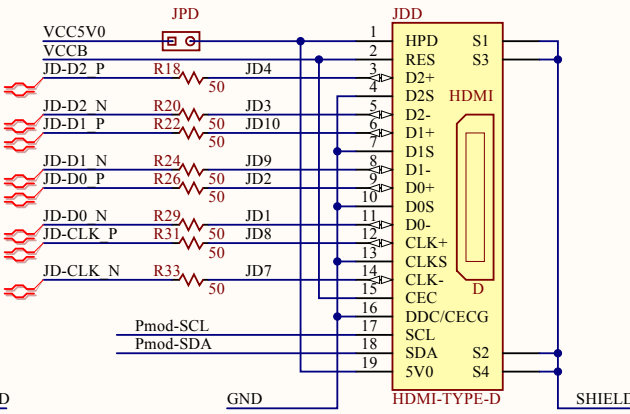 JPD JDD
VCC5V0 1 HPD S1
VCCB 2 RES S3
JD-D2_P R18 50 JD4 3 D2+
4 D2S HDMI
JD-D2_N R20 50 JD3 5 D2-
JD-D1_P R22 50 JD10 6 D1+
7 D1S
JD-D1_N R24 50 JD9 8 D1-
JD-D0_P R26 50 JD2 9 D0+
10 D0S
JD-D0_N R29 50 JD1 11 D0-
JD-CLK_P R31 50 JD8 12 CLK+
13 CLKS
JD-CLK_N R33 50 JD7 14 CLK- D
15 CEC
16 DDC/CECG
Pmod-SCL 17 SCL
Pmod-SDA 18 SDA S2
19 5V0 S4
D GND HDMI-TYPE-D SHIELD